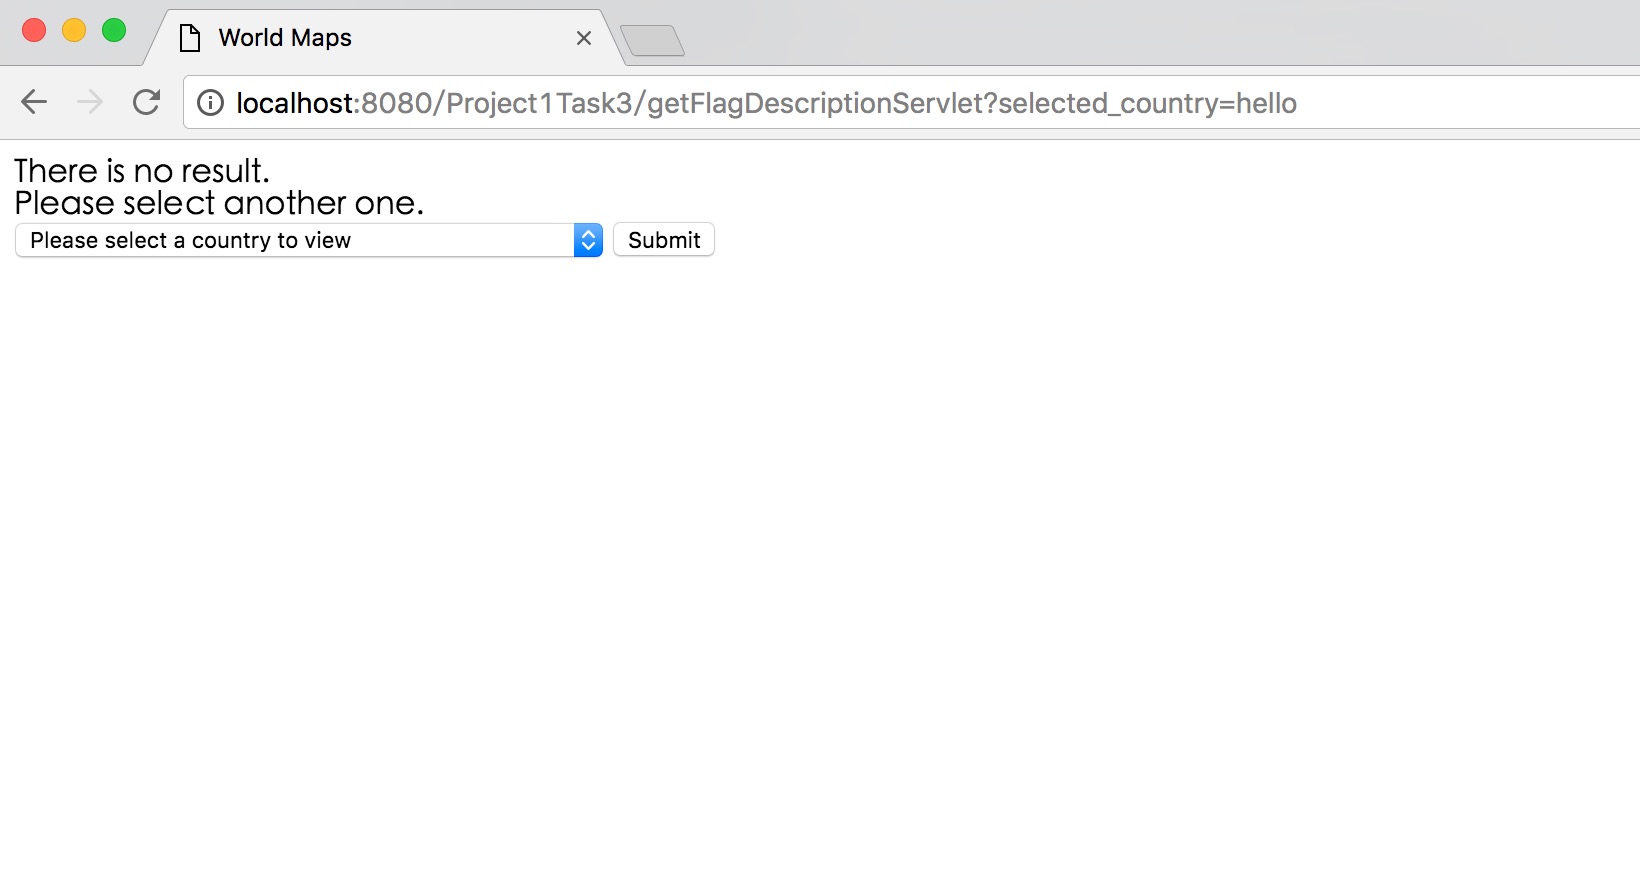 World Maps
localhost:8080/Project1Task3/getFlagDescriptionServlet?selected_country=hello
There is no result.
Please select another one.
Please select a country to view Submit